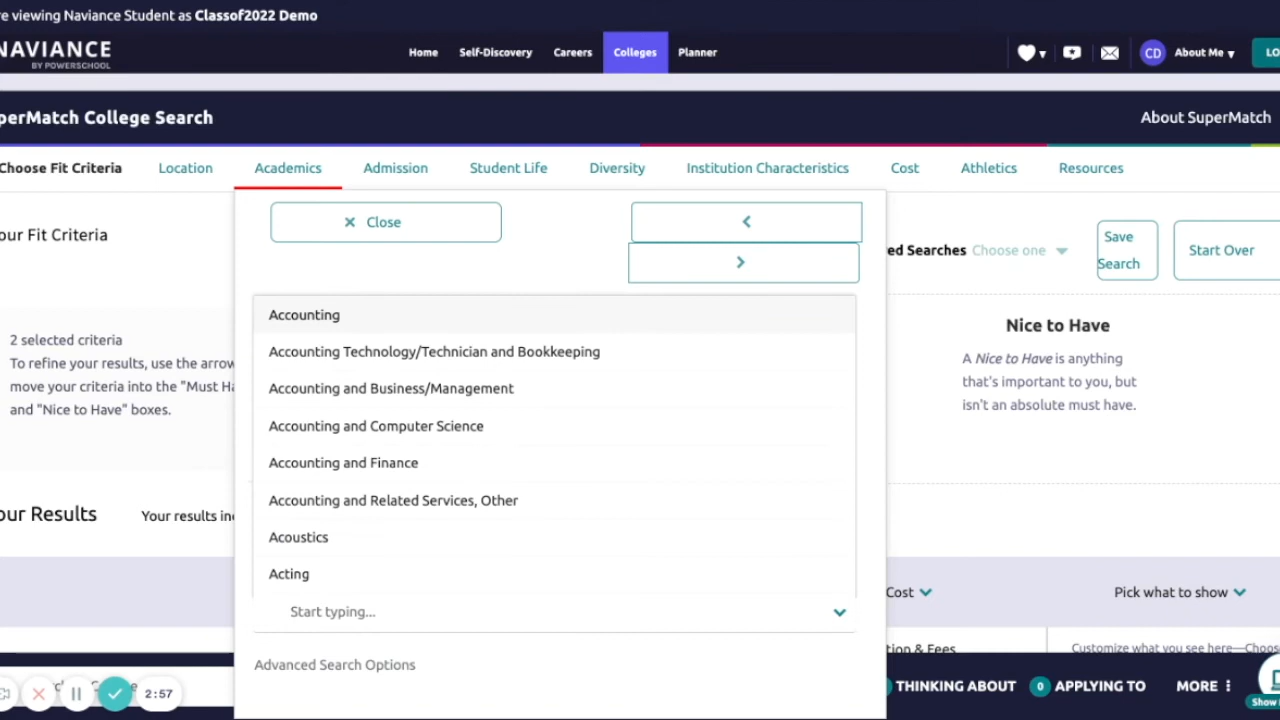 re viewing Naviance Student as Classof2022 Demo
NAVIANCE
BY POWERSCHOOL
Home Self-Discovery Careers Colleges Planner
CD About Me
LO
perMatch College Search
About SuperMatch
Choose Fit Criteria Location Academics Admission Student Life Diversity Institution Characteristics Cost Athletics Resources
Close
our Fit Criteria
ed Searches Choose one
Save
Search
Start Over
2 selected criteria
To refine your results, use the arrow
move your criteria into the "Must Ha
and "Nice to Have" boxes.
Accounting
Accounting Technology/Technician and Bookkeeping
Accounting and Business/Management
Accounting and Computer Science
Accounting and Finance
Accounting and Related Services, Other
Acoustics
Acting
Start typing...
Advanced Search Options
Nice to Have
A Nice to Have is anything
that's important to you, but
isn't an absolute must have.
our Results Your results in
Cost Pick what to show
tion & Fees
Customize what you see here—Choos
2:57
THINKING ABOUT
0 APPLYING TO
MORE
Show